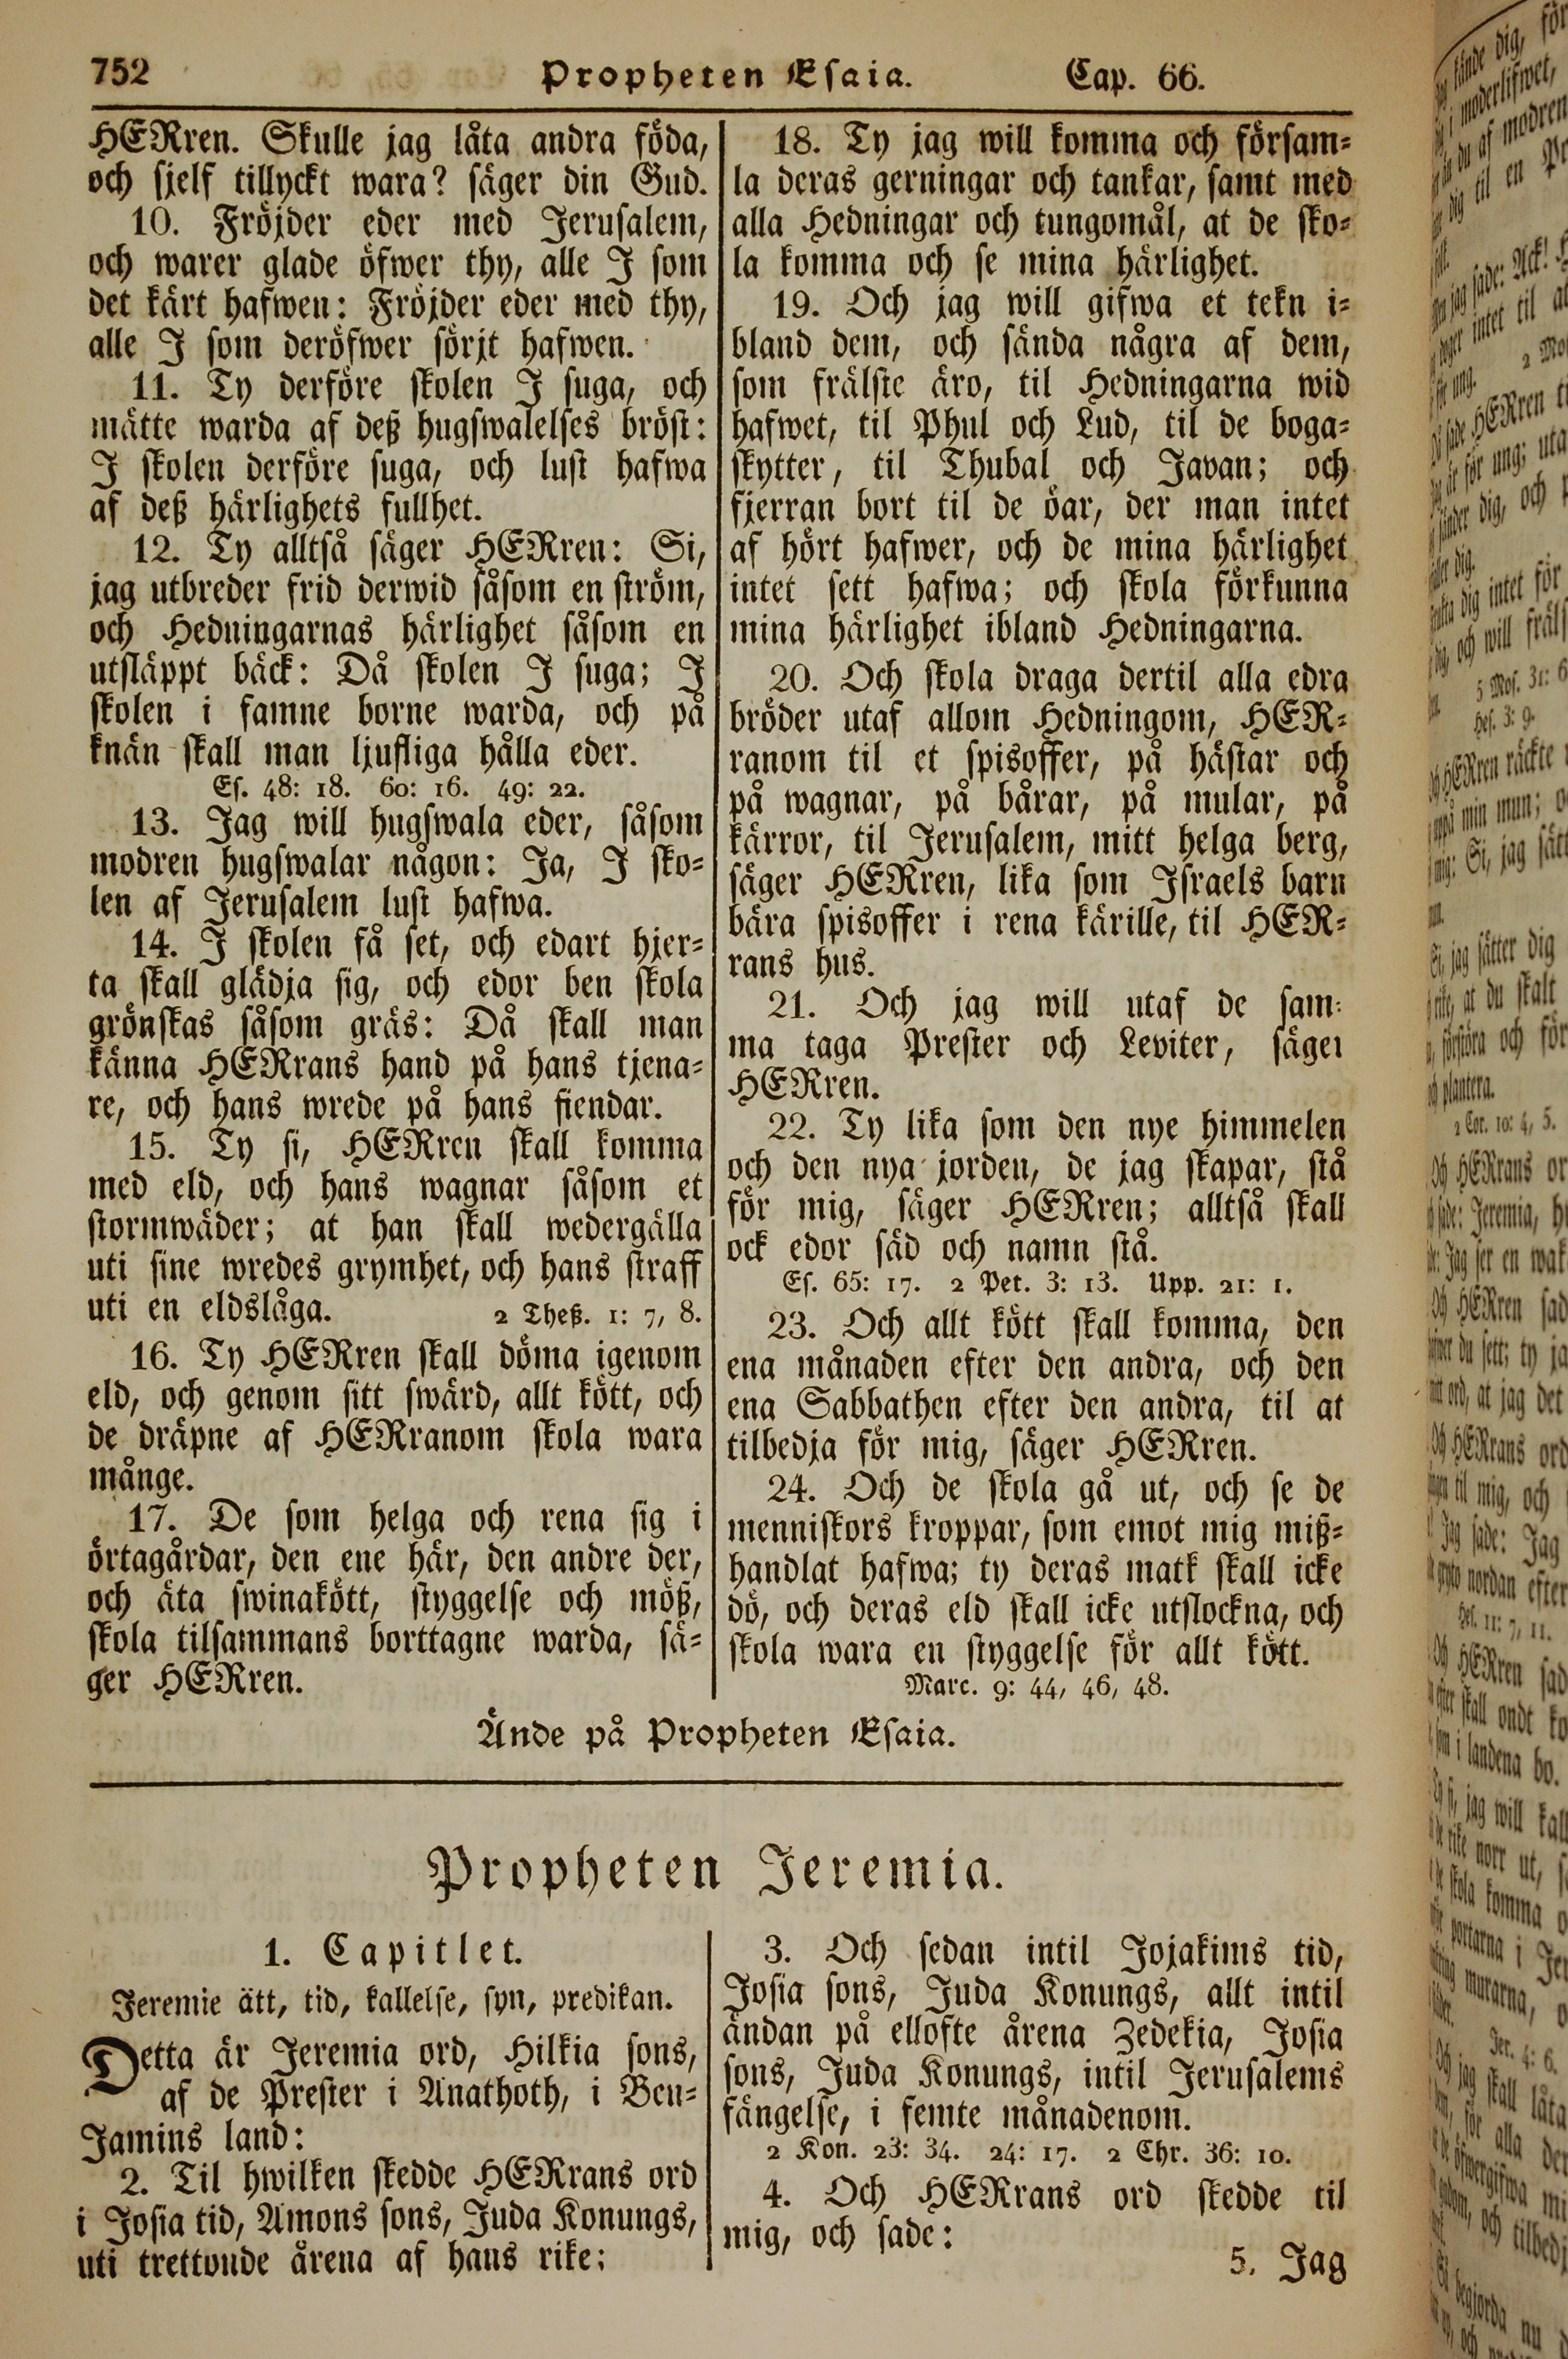 752 Propheten Esaia. Cap. 66.
HERren. Skulle jag låta andra föda,
och sjelf tillyckt wara? säger din Gud.
10. Fröjder eder med Jerusalem,
och warer glade öfwer thy, alle I som
det kärt hafwen: Fröjder eder med thy,
alle I som deröfwer sörjt hafwen.
11. Ty derföre skolen I suga, och
mätte warda af deß hugswalelses bröst:
I skolen derföre suga, och lust hafwa
af deß härlighets fullhet.
12. Ty alltså säger HERren: Si,
jag utbreder frid derwid såsom en ström,
och Hedningarnas härlighet såsom en
utsläppt bäck: Då skolen I suga; I
skolen i famne borne warda, och på
knän skall man ljufliga hålla eder.
Es. 48: 18. 60: 16. 49: 22.
13. Jag will hugswala eder, såsom
modren hugswalar någon: Ja, I sko-
len af Jerusalem lust hafwa.
14. I skolen få set, och edart hjer-
ta skall glädja sig, och edor ben skola
grönskas såsom gräs: Då skall man
känna HERrans hand på hans tjena-
re, och hans wrede på hans fiendar.
15. Ty si, HERren skall komma
med eld, och hans wagnar såsom et
stormwäder; at han skall wedergälla
uti sine wredes grymhet, och hans straff
uti en eldslåga. 2 Theß. 1: 7, 8.
16. Ty HERren skall döma igenom
eld, och genom sitt swärd, allt kött, och
de dräpne af HERranom skola wara
månge.
17. De som helga och rena sig i
örtagårdar, den ene här, den andre der,
och äta swinakött, styggelse och möß,
skola tilsammans borttagne warda, sä-
ger HERren.
18. Ty jag will komma och försam-
la deras gerningar och tankar, samt med
alla Hedningar och tungomål, at de sko-
la komma och se mina härlighet.
19. Och jag will gifwa et tekn i-
bland dem, och sända några af dem,
som frälste äro, til Hedningarna wid
hafwet, til Phul och Lud, til de boga-
skytter, til Thubal och Javan; och
fjerran bort til de öar, der man intet
af hört hafwer, och de mina härlighet
intet sett hafwa; och skola förkunna
mina härlighet ibland Hedningarna.
20. Och skola draga dertil alla edra
bröder utaf allom Hedningom, HER-
ranom til et spisoffer, på hästar och
på wagnar, på bårar, på mular, på
kärror, til Jerusalem, mitt helga berg,
säger HERren, lika som Israels barn
bära spisoffer i rena kärille, til HER-
rans hus.
21. Och jag will utaf de sam-
ma taga Prester och Leviter, säger
HERren.
22. Ty lika som den nye himmelen
och den nya jorden, de jag skapar, stå
för mig, säger HERren; alltså skall
ock edor säd och namn stå.
Es. 65: 17. 2 Pet. 3: 13. Upp. 21: 1.
23. Och allt kött skall komma, den
ena månaden efter den andra, och den
ena Sabbathen efter den andra, til at
tilbedja för mig, säger HERren.
24. Och de skola gå ut, och se de
menniskors kroppar, som emot mig miß-
handlat hafwa; ty deras matk skall icke
dö, och deras eld skall icke utslockna, och
skola wara en styggelse för allt kött.
Marc. 9: 44, 46, 48.
Ände på Propheten Esaia.
Propheten Jeremia.
1. Capitlet.
Jeremie ätt, tid, kallelse, syn, predikan.
Detta är Jeremia ord, Hilkia sons,
af de Prester i Anathoth, i Ben-
Jamins land:
2. Til hwilken skedde HERrans ord
i Josia tid, Amons sons, Juda Konungs,
uti trettonde årena af hans rike;
3. Och sedan intil Jojakims tid,
Josia sons, Juda Konungs, allt intil
ändan på ellofte årena Zedekia, Josia
sons, Juda Konungs, intil Jerusalems
fängelse, i femte månadenom.
2 Kon. 23: 34. 24: 17. 2 Chr. 36: 10.
4. Och HERrans ord skedde til
mig, och sade:
5. Jag